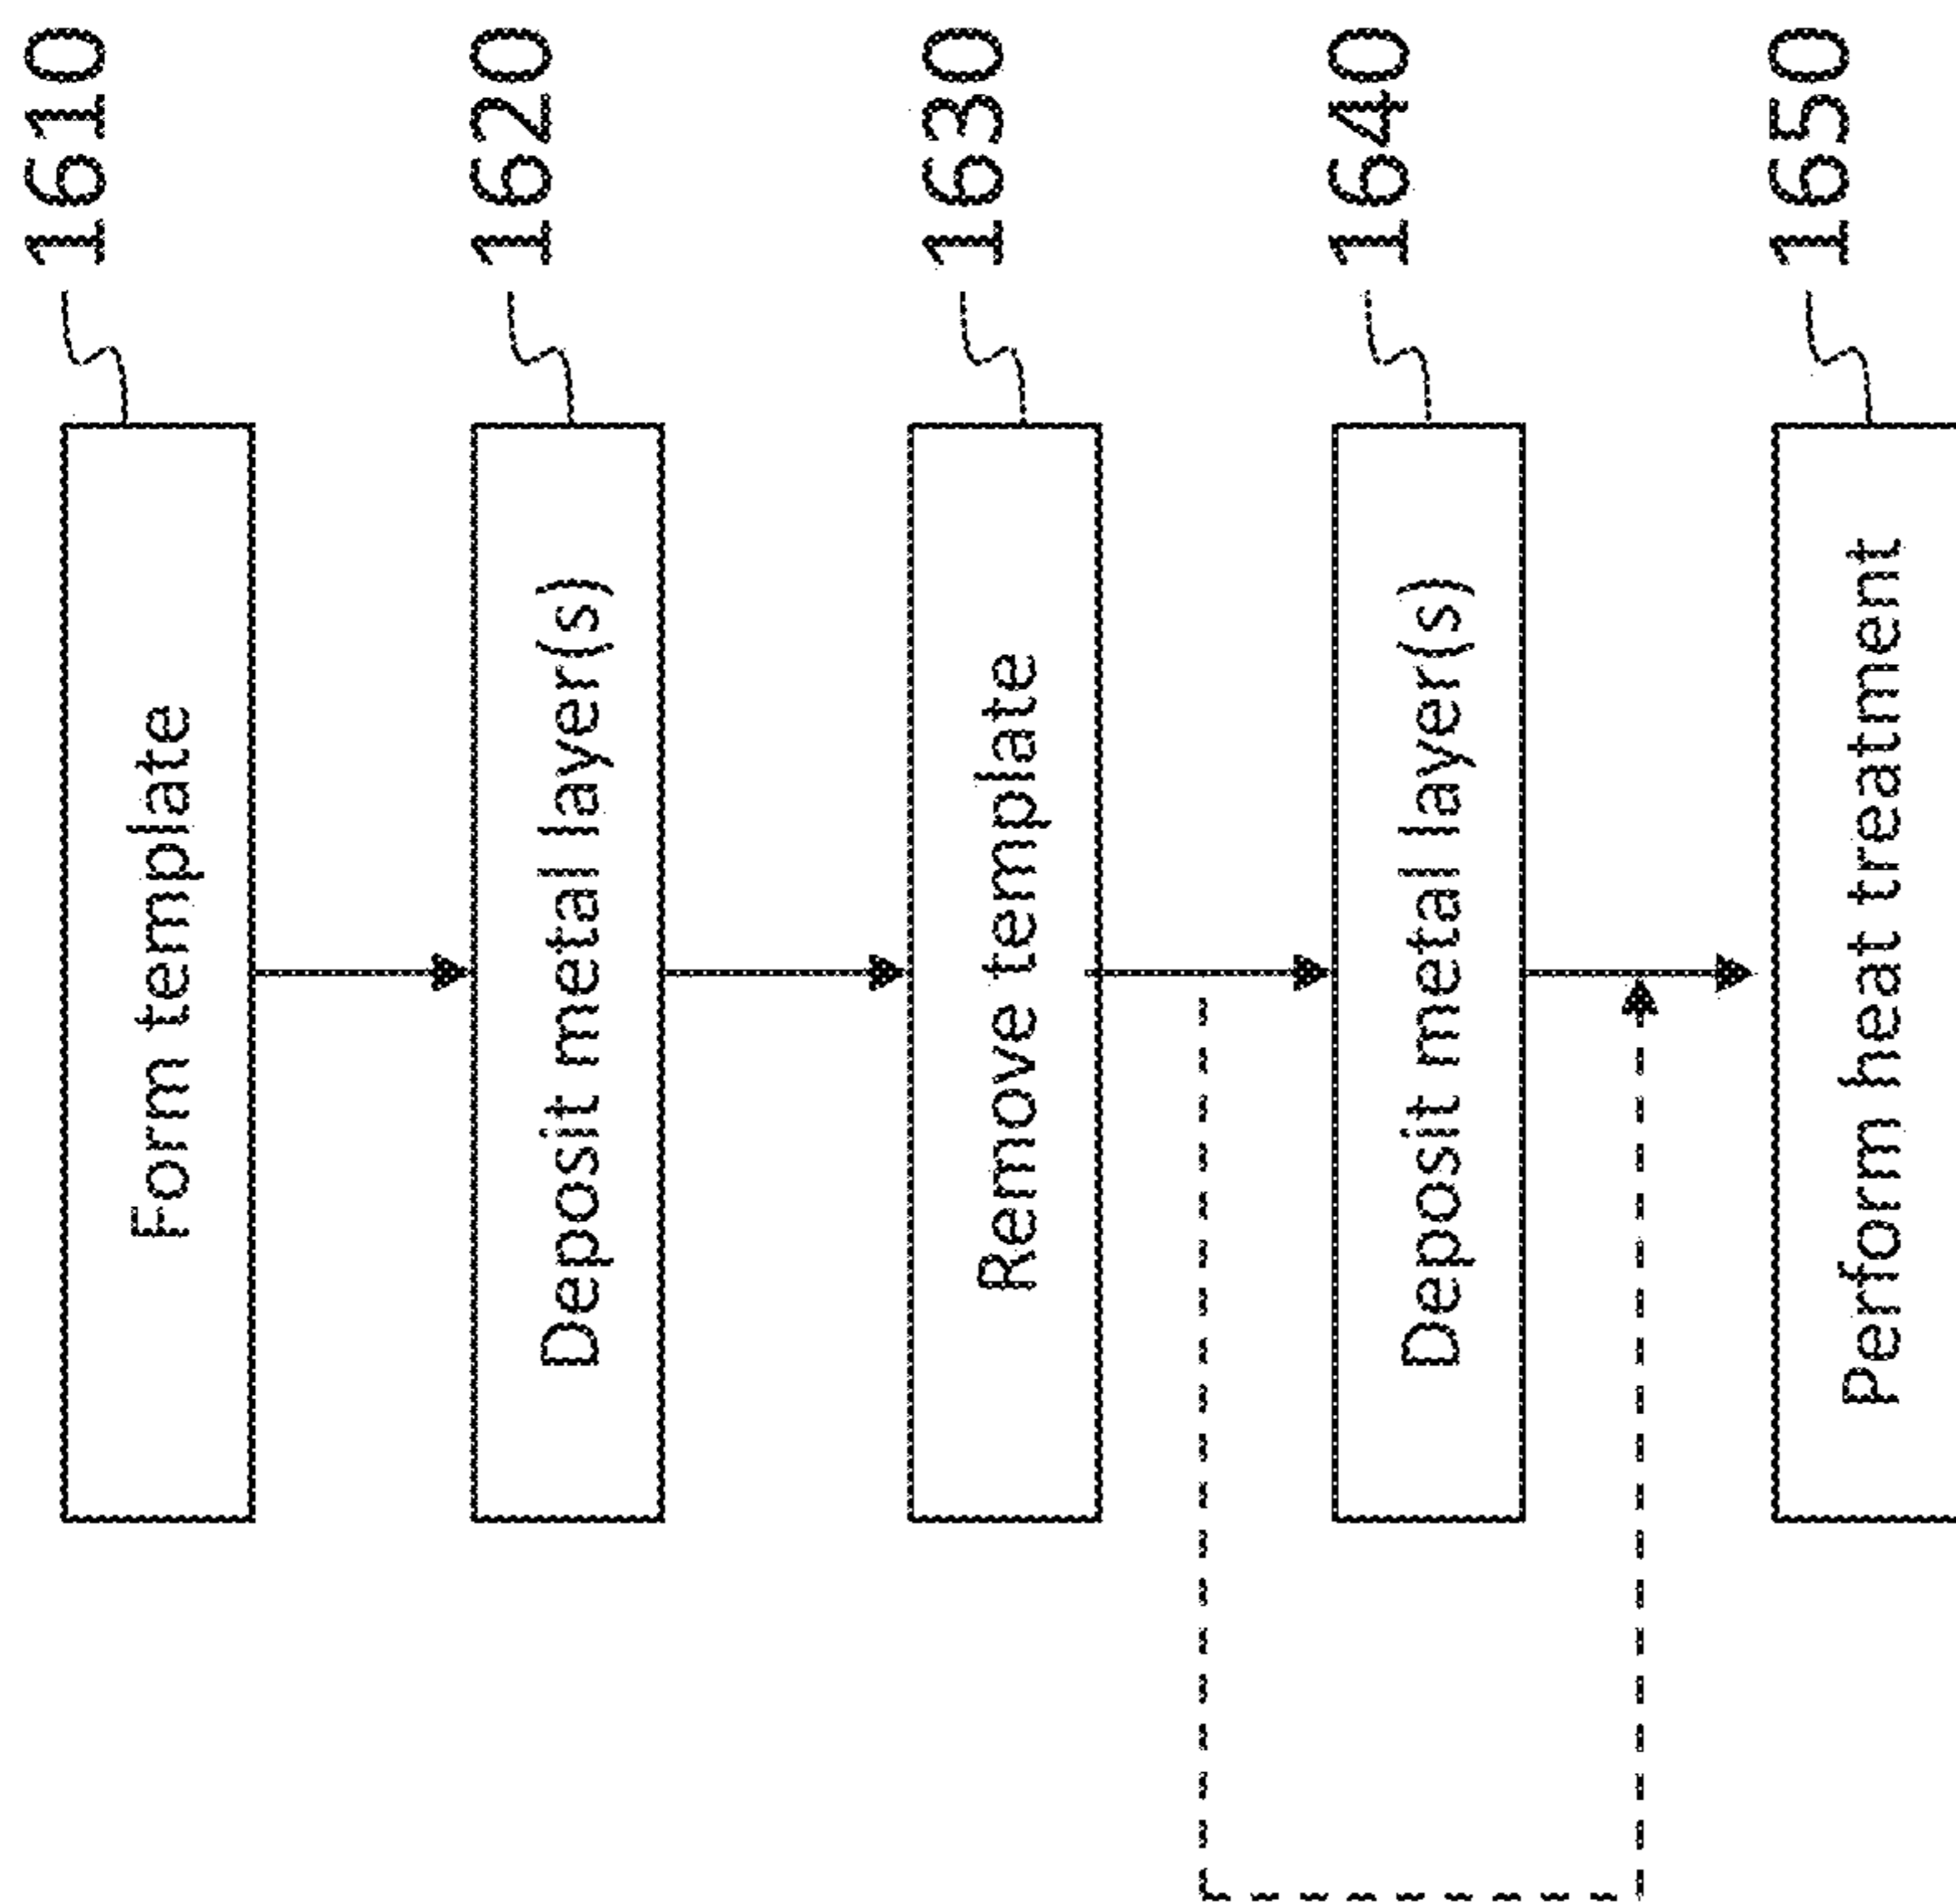 Form template 1610
Deposit metal layer(s) 1620
Remove template 1630
Deposit metal layer(s) 1640
Perform heat treatment 1650